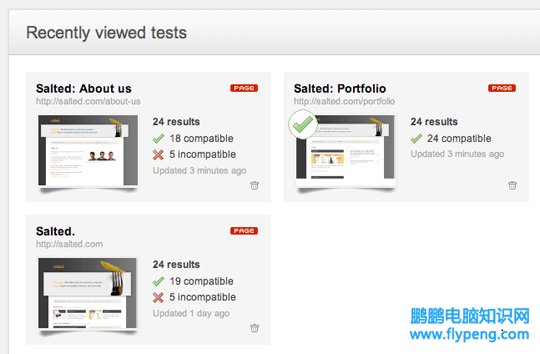 Recently viewed tests
Salted: About us
PAGE
http://salted.com/about-us
24 results
18 compatible
5 incompatible
Updated 3 minutes ago
Salted: Portfolio
PAGE
http://salted.com/portfolio
24 results
24 compatible
Updated 3 minutes ago
Salted.
PAGE
http://salted.com
24 results
19 compatible
5 incompatible
Updated 1 day ago
鹏鹏电脑知识网
www.flypeng.com